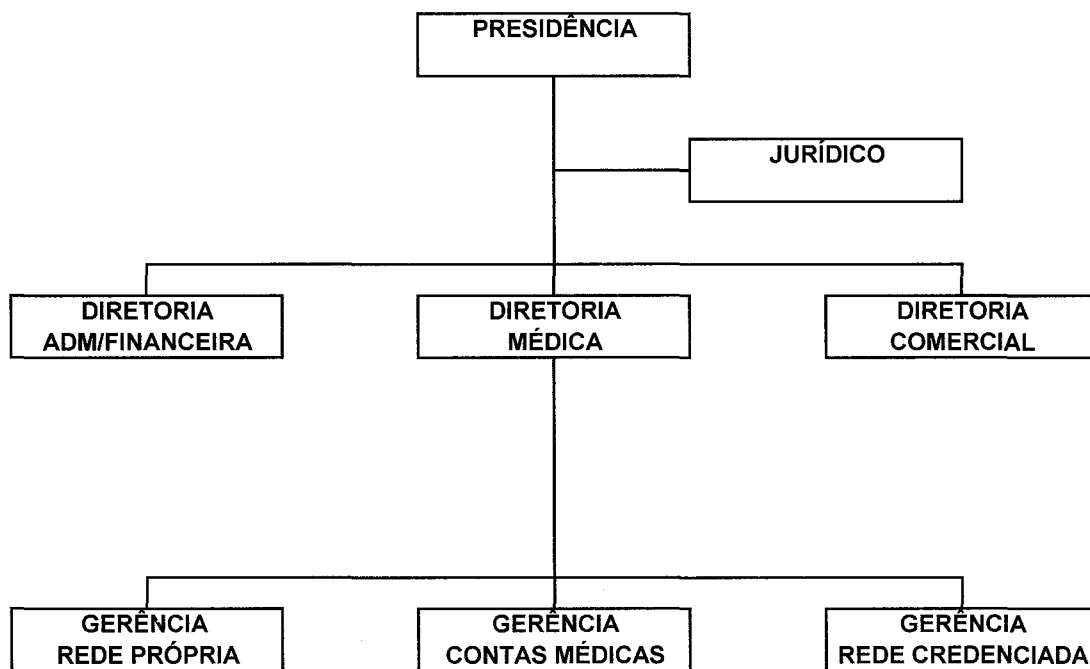 PRESIDÊNCIA
JURÍDICO
DIRETORIA
ADM/FINANCEIRA
DIRETORIA
MÉDICA
DIRETORIA
COMERCIAL
GERÊNCIA
REDE PRÓPRIA
GERÊNCIA
CONTAS MÉDICAS
GERÊNCIA
REDE CREDENCIADA